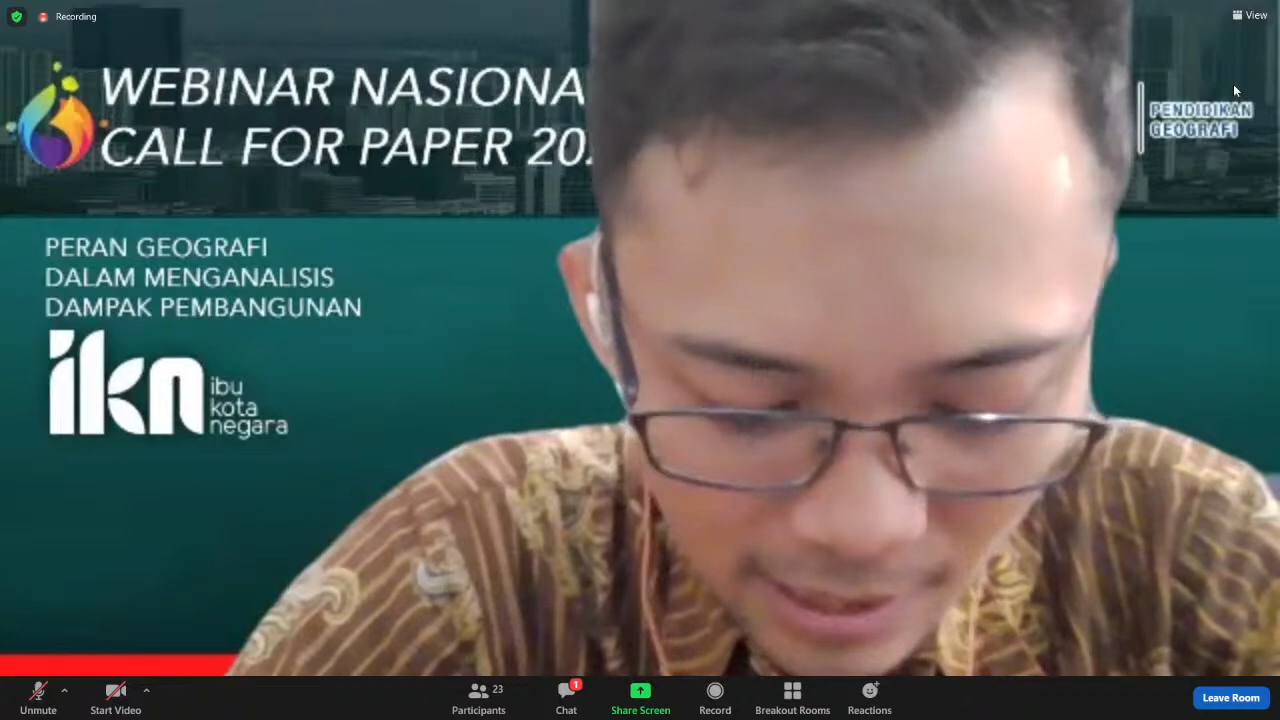 Recording
View
WEBINAR NASIONA
CALL FOR PAPER 20
PENDIDIKAN
GEOGRAFI
PERAN GEOGRAFI
DALAM MENGANALISIS
DAMPAK PEMBANGUNAN
ikn
ibu
kota
negara
Unmute
Start Video
Participants
23
Chat
1
Share Screen
Record
Breakout Rooms
Reactions
Leave Room